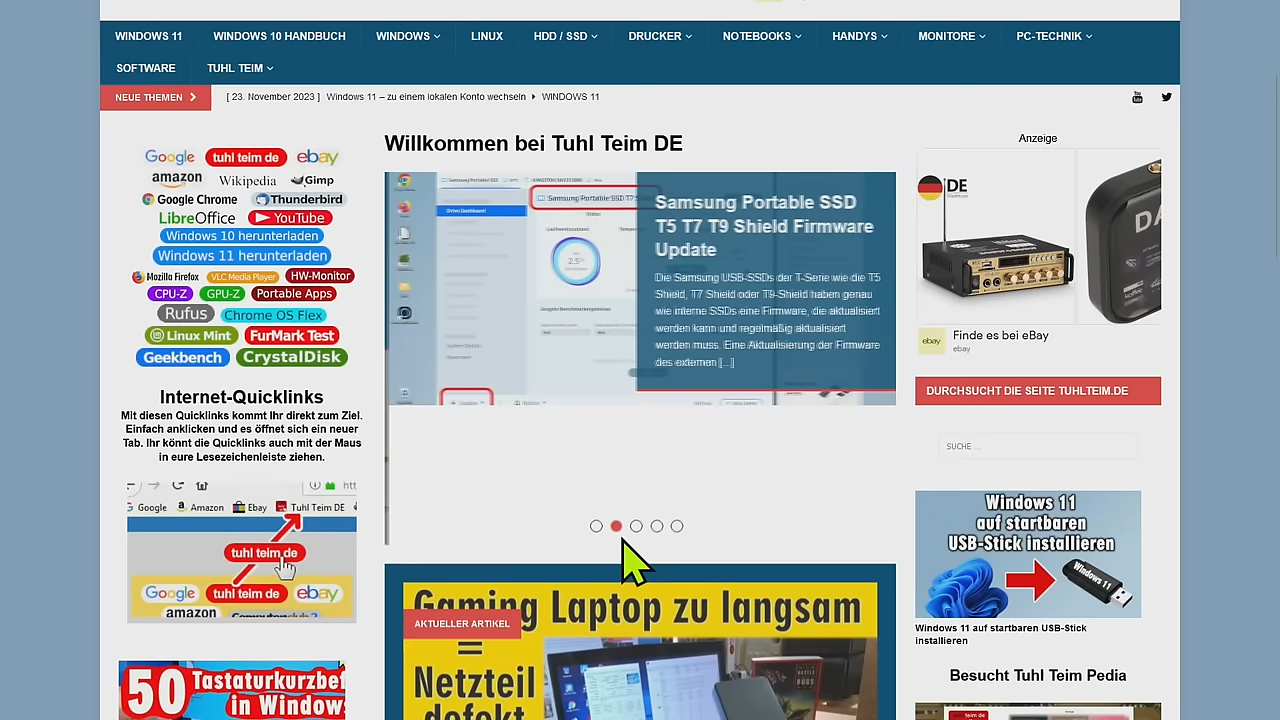 WINDOWS 11
WINDOWS 10 HANDBUCH
WINDOWS
LINUX
HDD / SSD
DRUCKER
NOTEBOOKS
HANDYS
MONITORE
PC-TECHNIK
SOFTWARE
TUHL TEIM
NEUE THEMEN
[ 23. November 2023 ] Windows 11 – zu einem lokalen Konto wechseln
WINDOWS 11
Google tuhl teim de ebay
amazon Wikipedia Gimp
Google Chrome Thunderbird
LibreOffice YouTube
Windows 10 herunterladen
Windows 11 herunterladen
Mozilla Firefox VLC Media Player HW-Monitor
CPU-Z GPU-Z Portable Apps
Rufus Chrome OS Flex
Linux Mint FurMark Test
Geekbench CrystalDisk
Internet-Quicklinks
Mit diesen Quicklinks kommt Ihr direkt zum Ziel.
Einfach anklicken und es öffnet sich ein neuer
Tab. Ihr könnt die Quicklinks auch mit der Maus
in eure Lesezeichenleiste ziehen.
Google Amazon Ebay Tuhl Teim DE
tuhl teim de
Google tuhl teim de ebay
amazon
50 Tastaturkurzbef
in Window
Willkommen bei Tuhl Teim DE
Samsung Portable SSD
T5 T7 T9 Shield Firmware
Update
Die Samsung USB-SSDs der T-Serie wie die T5
Shield, T7 Shield oder T9-Shield haben genau
wie interne SSDs eine Firmware, die aktualisiert
werden kann und regelmäßig aktualisiert
werden muss. Eine Aktualisierung der Firmware
des externen [...]
Gaming Laptop zu langsam
AKTUELLER ARTIKEL
=
Netzteil
defekt
Anzeige
DE
DA
ebay
Finde es bei eBay
ebay
DURCHSUCHT DIE SEITE TUHLTEIM.DE
SUCHE ...
Windows 11
auf startbaren
USB-Stick installieren
Windows 11
Windows 11 auf startbaren USB-Stick
installieren
Besucht Tuhl Teim Pedia